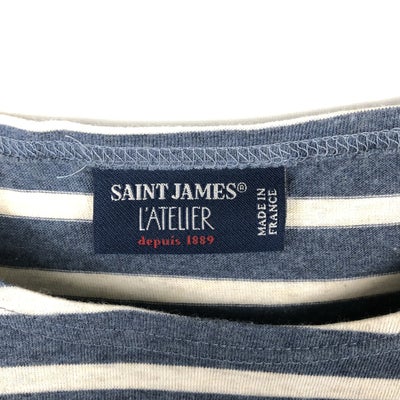 SAINT JAMES®
L'ATELIER
depuis 1889
MADE IN
FRANCE